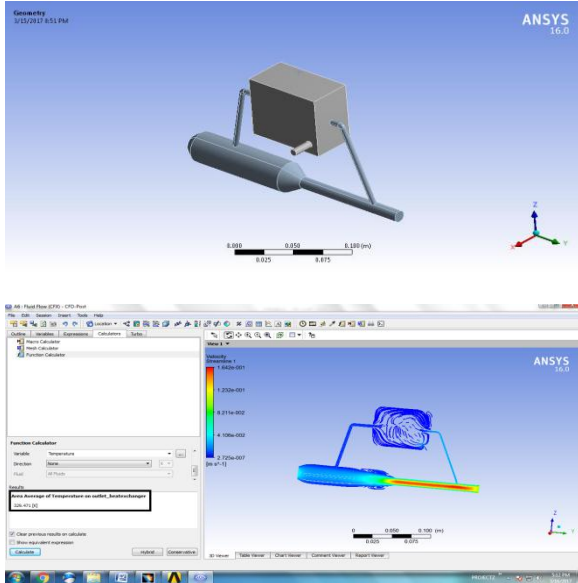 Geometry
3/15/2017 8:51 PM
ANSYS
16.0
0.000 0.050 0.100 (m)
0.025 0.075
Z
Y
X
A6 - Fluid Flow (CFX) - CFD-Post
File Edit Session Insert Tools Help
Location
Outline Variables Expressions Calculators Turbo
Macro Calculator
Mesh Calculator
Function Calculator
View 1
Velocity
Streamline 1
1.642e-001
1.232e-001
8.211e-002
4.106e-002
2.725e-007
[m s^-1]
ANSYS
16.0
Function Calculator
Variable Temperature
Direction None
Fluid All Fluids
Results
Area Average of Temperature on outlet_heatexchanger
[K]
Clear previous results on calculate
Show equivalent expression
Calculate Hybrid Conservative
0 0.050 0.100 (m)
0.025 0.075
3D Viewer Table Viewer Chart Viewer Comment Viewer Report Viewer